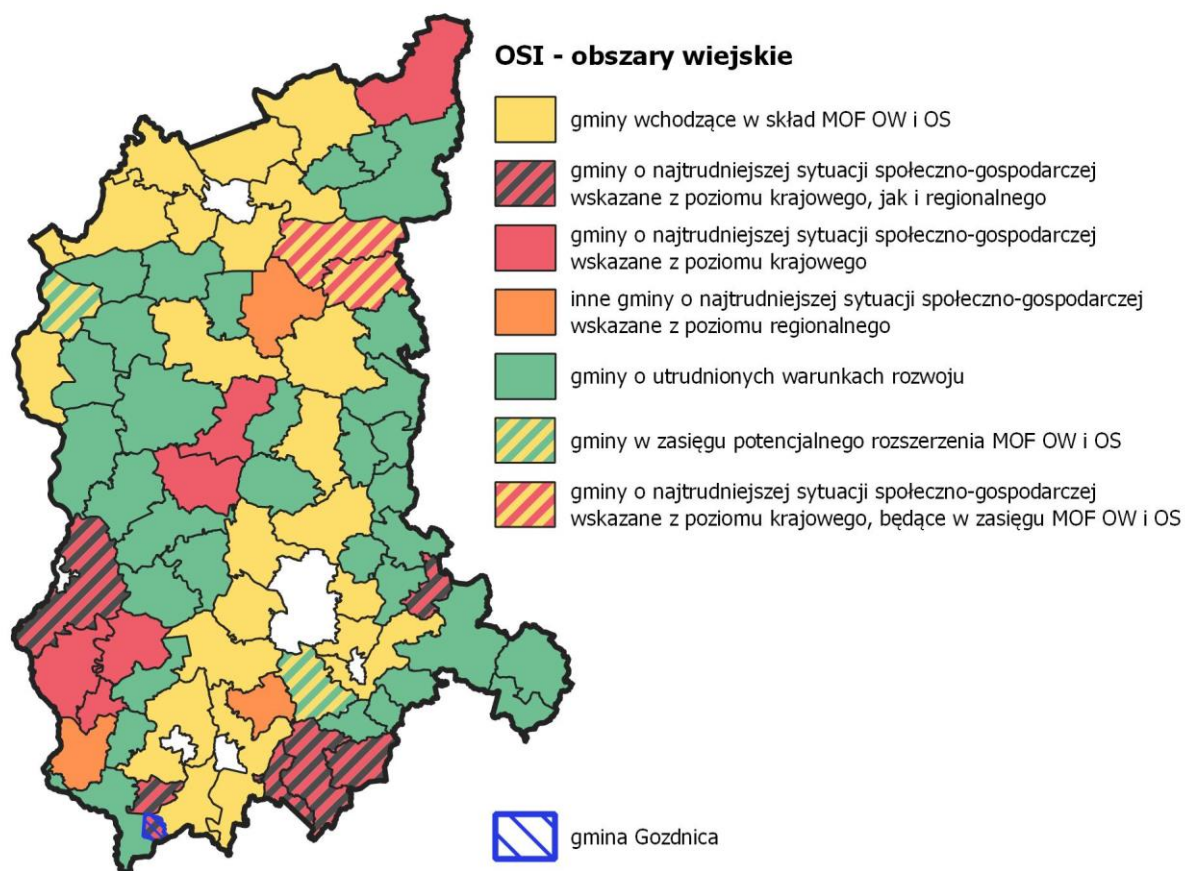 OSI - obszary wiejskie
gminy wchodzące w skład MOF OW i OS
gminy o najtrudniejszej sytuacji społeczno-gospodarczej
wskazane z poziomu krajowego, jak i regionalnego
gminy o najtrudniejszej sytuacji społeczno-gospodarczej
wskazane z poziomu krajowego
inne gminy o najtrudniejszej sytuacji społeczno-gospodarczej
wskazane z poziomu regionalnego
gminy o utrudnionych warunkach rozwoju
gminy w zasięgu potencjalnego rozszerzenia MOF OW i OS
gminy o najtrudniejszej sytuacji społeczno-gospodarczej
wskazane z poziomu krajowego, będące w zasięgu MOF OW i OS
gmina Gozdnica